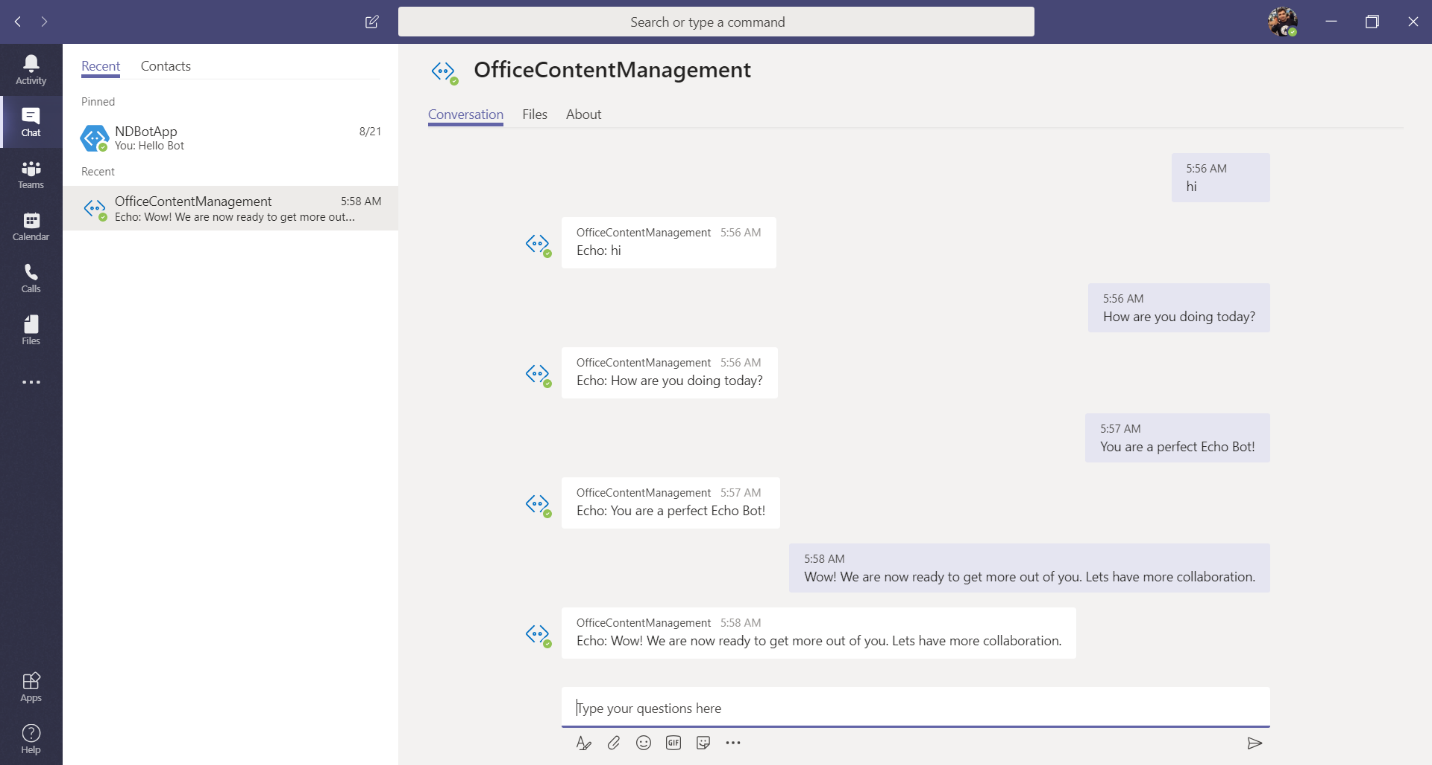 Search or type a command
Activity
Chat
Teams
Calendar
Calls
Files
Apps
Help
Recent Contacts
Pinned
NDBotApp 8/21
You: Hello Bot
Recent
OfficeContentManagement 5:58 AM
Echo: Wow! We are now ready to get more out...
OfficeContentManagement
Conversation Files About
5:56 AM
hi
OfficeContentManagement 5:56 AM
Echo: hi
5:56 AM
How are you doing today?
OfficeContentManagement 5:56 AM
Echo: How are you doing today?
5:57 AM
You are a perfect Echo Bot!
OfficeContentManagement 5:57 AM
Echo: You are a perfect Echo Bot!
5:58 AM
Wow! We are now ready to get more out of you. Lets have more collaboration.
OfficeContentManagement 5:58 AM
Echo: Wow! We are now ready to get more out of you. Lets have more collaboration.
Type your questions here
GIF